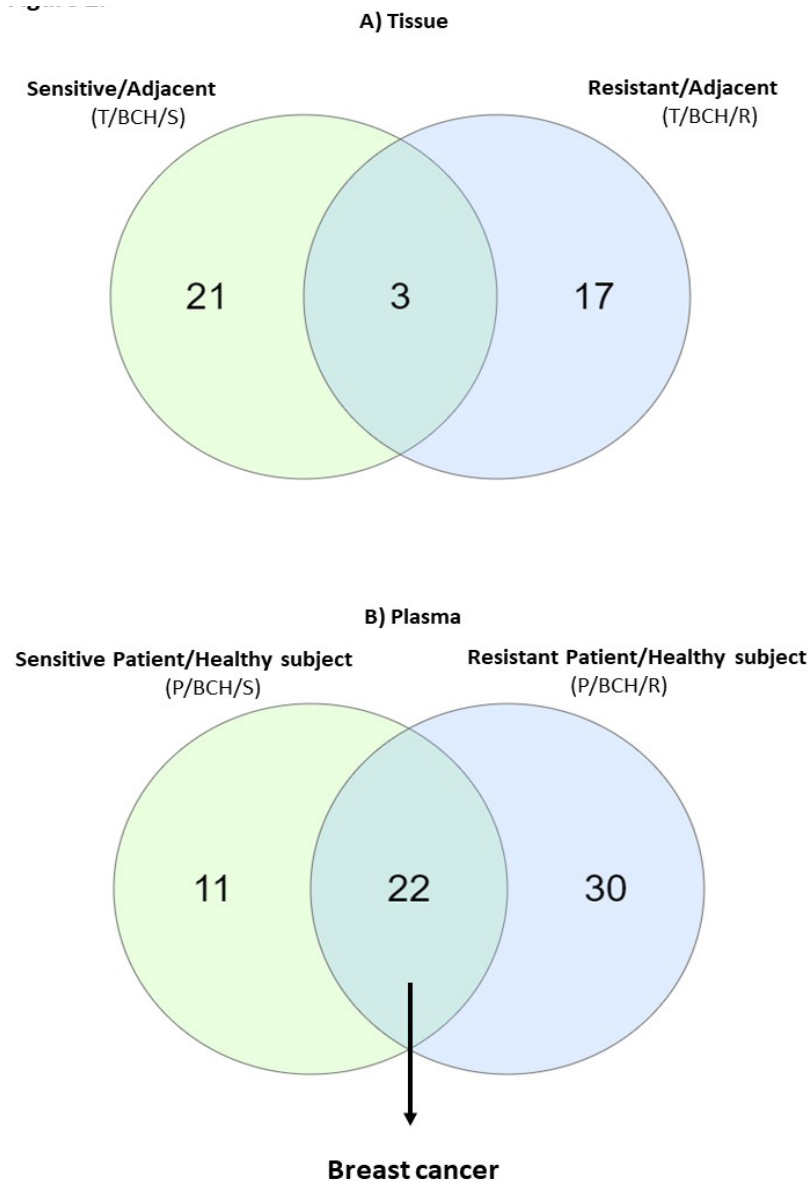 A) Tissue
Sensitive/Adjacent
(T/BCH/S)
Resistant/Adjacent
(T/BCH/R)
21
3
17
B) Plasma
Sensitive Patient/Healthy subject
(P/BCH/S)
Resistant Patient/Healthy subject
(P/BCH/R)
11
22
30
Breast cancer